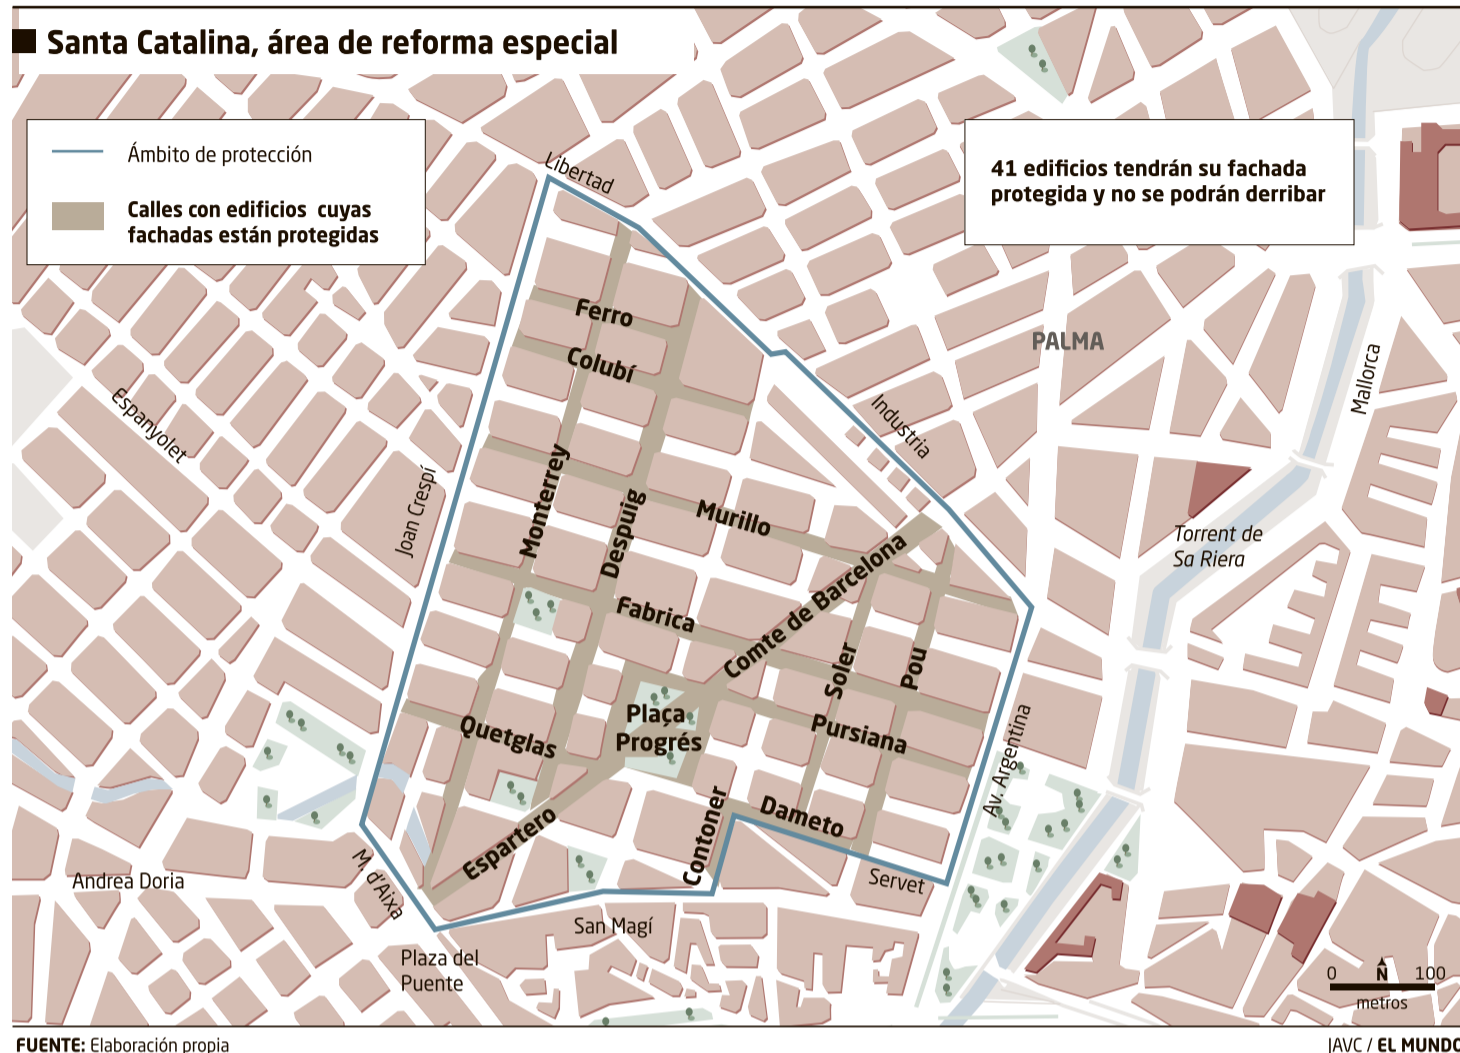 Santa Catalina, área de reforma especial
Ámbito de protección
Calles con edificios cuyas
fachadas están protegidas
41 edificios tendrán su fachada
protegida y no se podrán derribar
Libertad
Ferro
Colubí
PALMA
Mallorca
Espanyolet
Industria
Joan Crespí
Monterrey
Despuig
Murillo
Torrent de
Sa Riera
Comte de Barcelona
Fabrica
Soler
Pou
Plaça
Progrés
Quetglas
Pursiana
Av. Argentina
Espartero
Contoner
Dameto
M. d'Aixa
Andrea Doria
Servet
San Magí
Plaza del
Puente
0 N 100
metros
FUENTE: Elaboración propia
JAVC / EL MUNDO